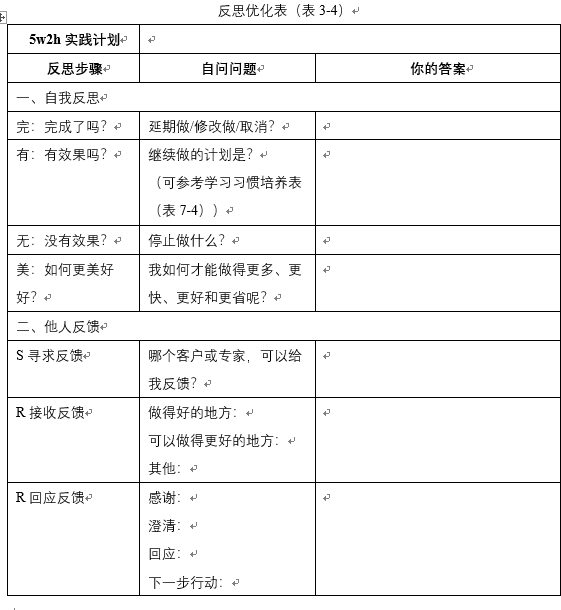 反思优化表（表 3-4）
5w2h 实践计划
反思步骤
自问问题
你的答案
一、自我反思
完：完成了吗？
延期做/修改做/取消？
有：有效果吗？
继续做的计划是？
（可参考学习习惯培养表
（表 7-4））
无：没有效果？
停止做什么？
美：如何更美好
好？
我如何才能做得更多、更
快、更好和更省呢？
二、他人反馈
S 寻求反馈
哪个客户或专家，可以给
我反馈？
R 接收反馈
做得好的地方：
可以做得更好的地方：
其他：
R 回应反馈
感谢：
澄清：
回应：
下一步行动：